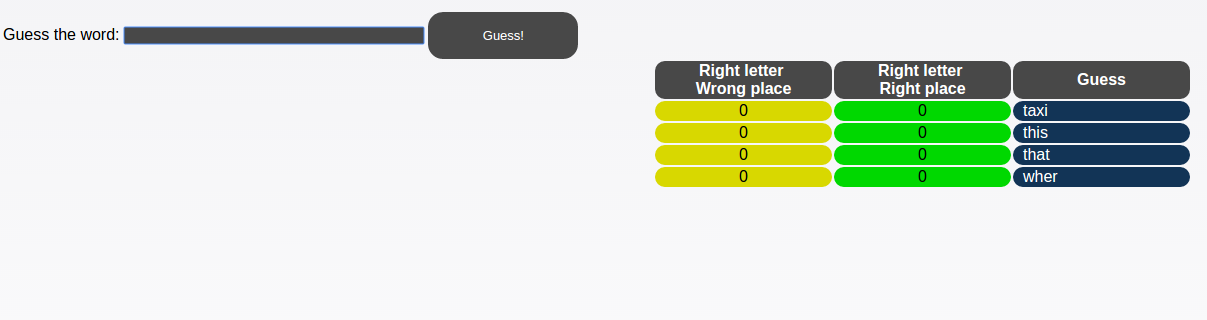 Guess the word: Guess!
Right letter Right letter Guess
Wrong place Right place
0 0 taxi
0 0 this
0 0 that
0 0 wher